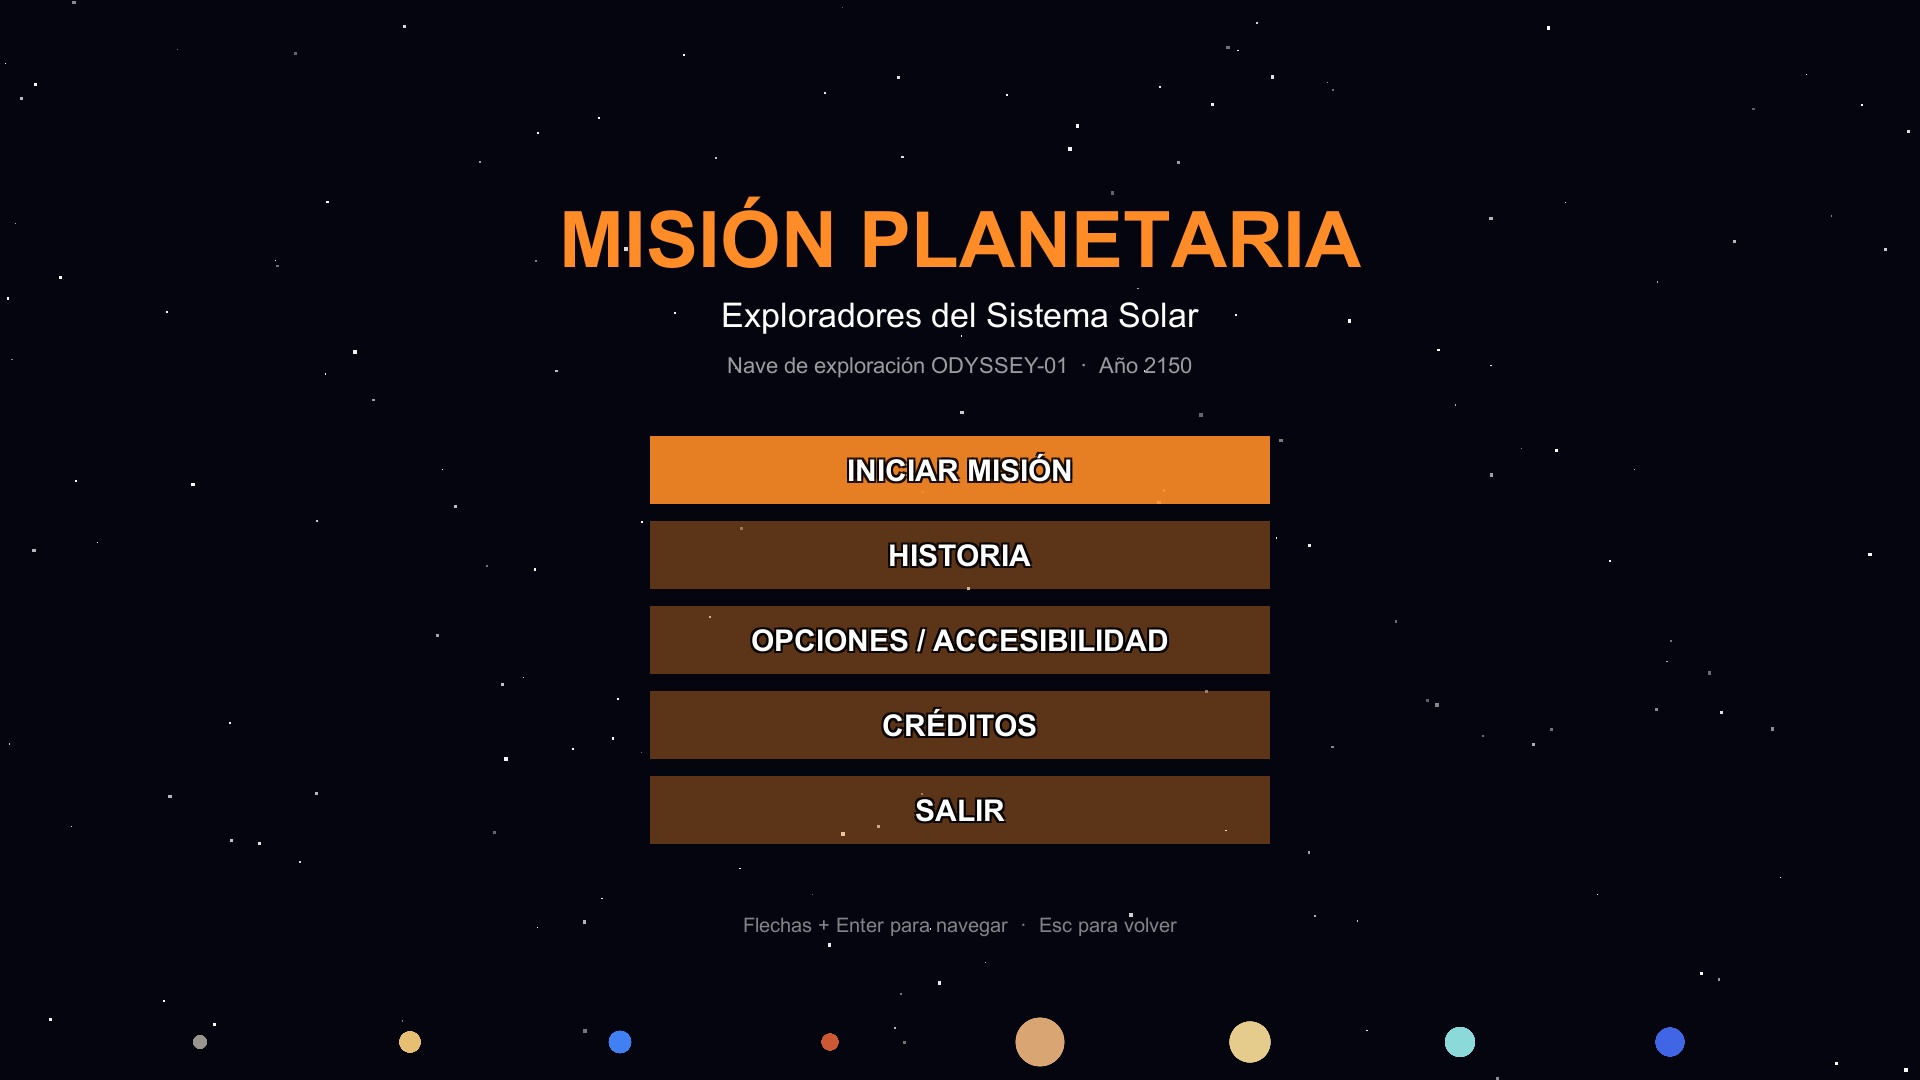 MISIÓN PLANETARIA
Exploradores del Sistema Solar
Nave de exploración ODYSSEY-01 · Año 2150
INICIAR MISIÓN
HISTORIA
OPCIONES / ACCESIBILIDAD
CRÉDITOS
SALIR
Flechas + Enter para navegar · Esc para volver